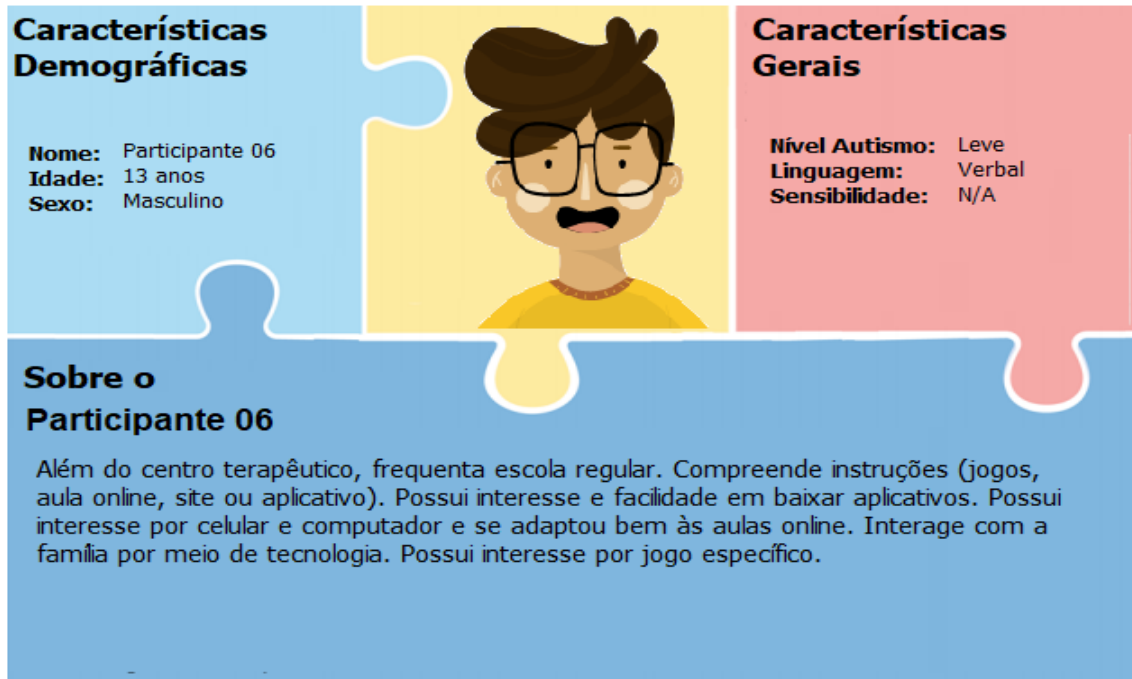 Características
Demográficas
Nome: Participante 06
Idade: 13 anos
Sexo: Masculino
Características
Gerais
Nível Autismo: Leve
Linguagem: Verbal
Sensibilidade: N/A
Sobre o
Participante 06
Além do centro terapêutico, frequenta escola regular. Compreende instruções (jogos,
aula online, site ou aplicativo). Possui interesse e facilidade em baixar aplicativos. Possui
interesse por celular e computador e se adaptou bem às aulas online. Interage com a
família por meio de tecnologia. Possui interesse por jogo específico.